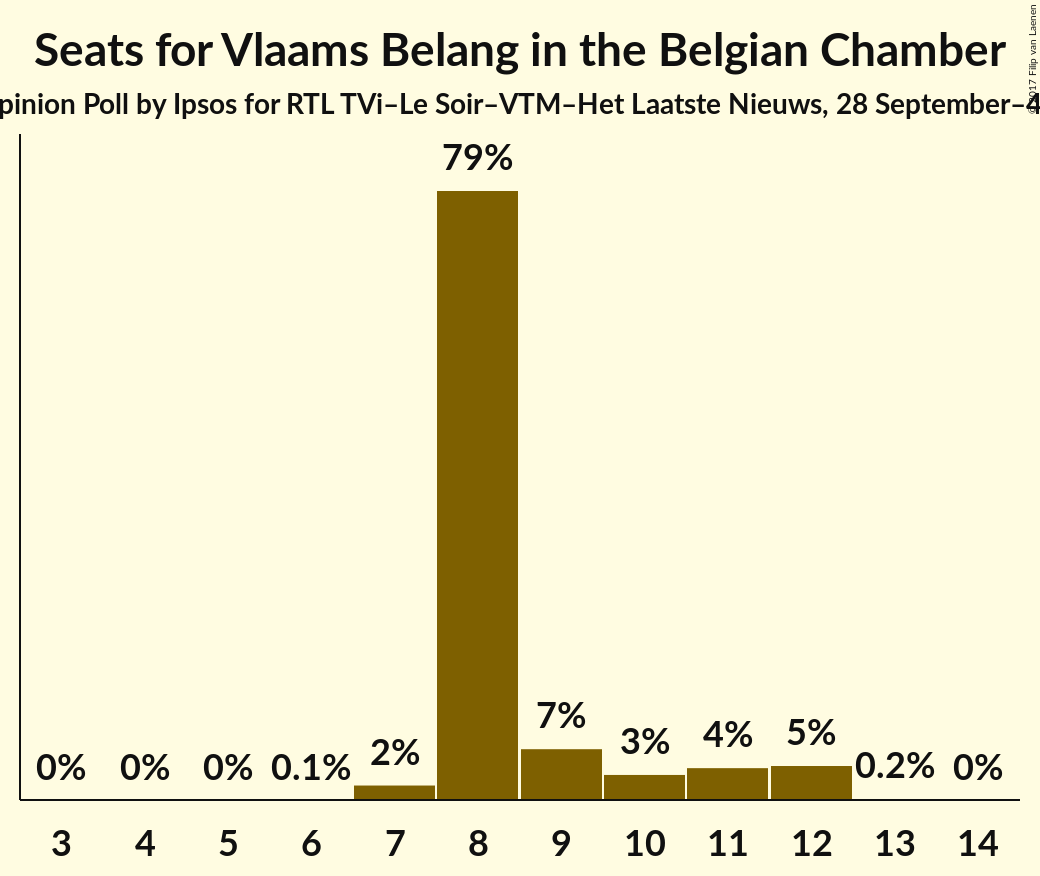 Seats for Vlaams Belang in the Belgian Chamber
pinion Poll by Ipsos for RTL TVi–Le Soir–VTM–Het Laatste Nieuws, 28 September–4
© 2017 Filip van Laenen
79%
7%
5%
4%
3%
2%
0% 0% 0% 0.1% 0.2% 0%
3 4 5 6 7 8 9 10 11 12 13 14